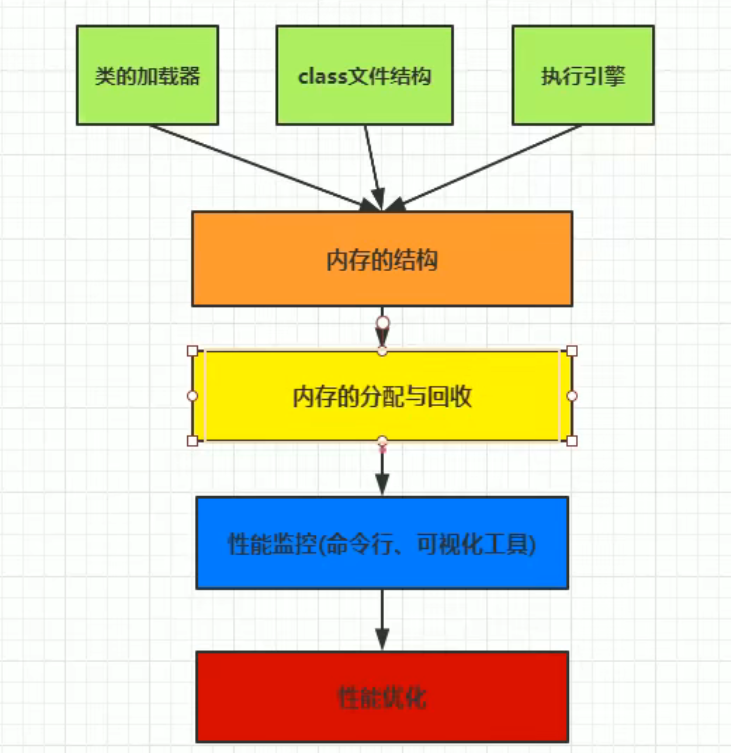 类的加载器
class文件结构
执行引擎
内存的结构
内存的分配与回收
性能监控(命令行、可视化工具)
性能优化